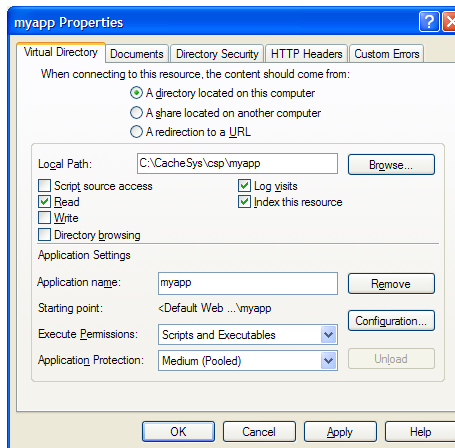 myapp Properties
Virtual Directory Documents Directory Security HTTP Headers Custom Errors
When connecting to this resource, the content should come from:
A directory located on this computer
A share located on another computer
A redirection to a URL
Local Path: C:\CacheSys\csp\myapp Browse...
Script source access Log visits
Read Index this resource
Write
Directory browsing
Application Settings
Application name: myapp Remove
Starting point: <Default Web ...\myapp
Configuration...
Execute Permissions: Scripts and Executables
Application Protection: Medium (Pooled) Unload
OK Cancel Apply Help